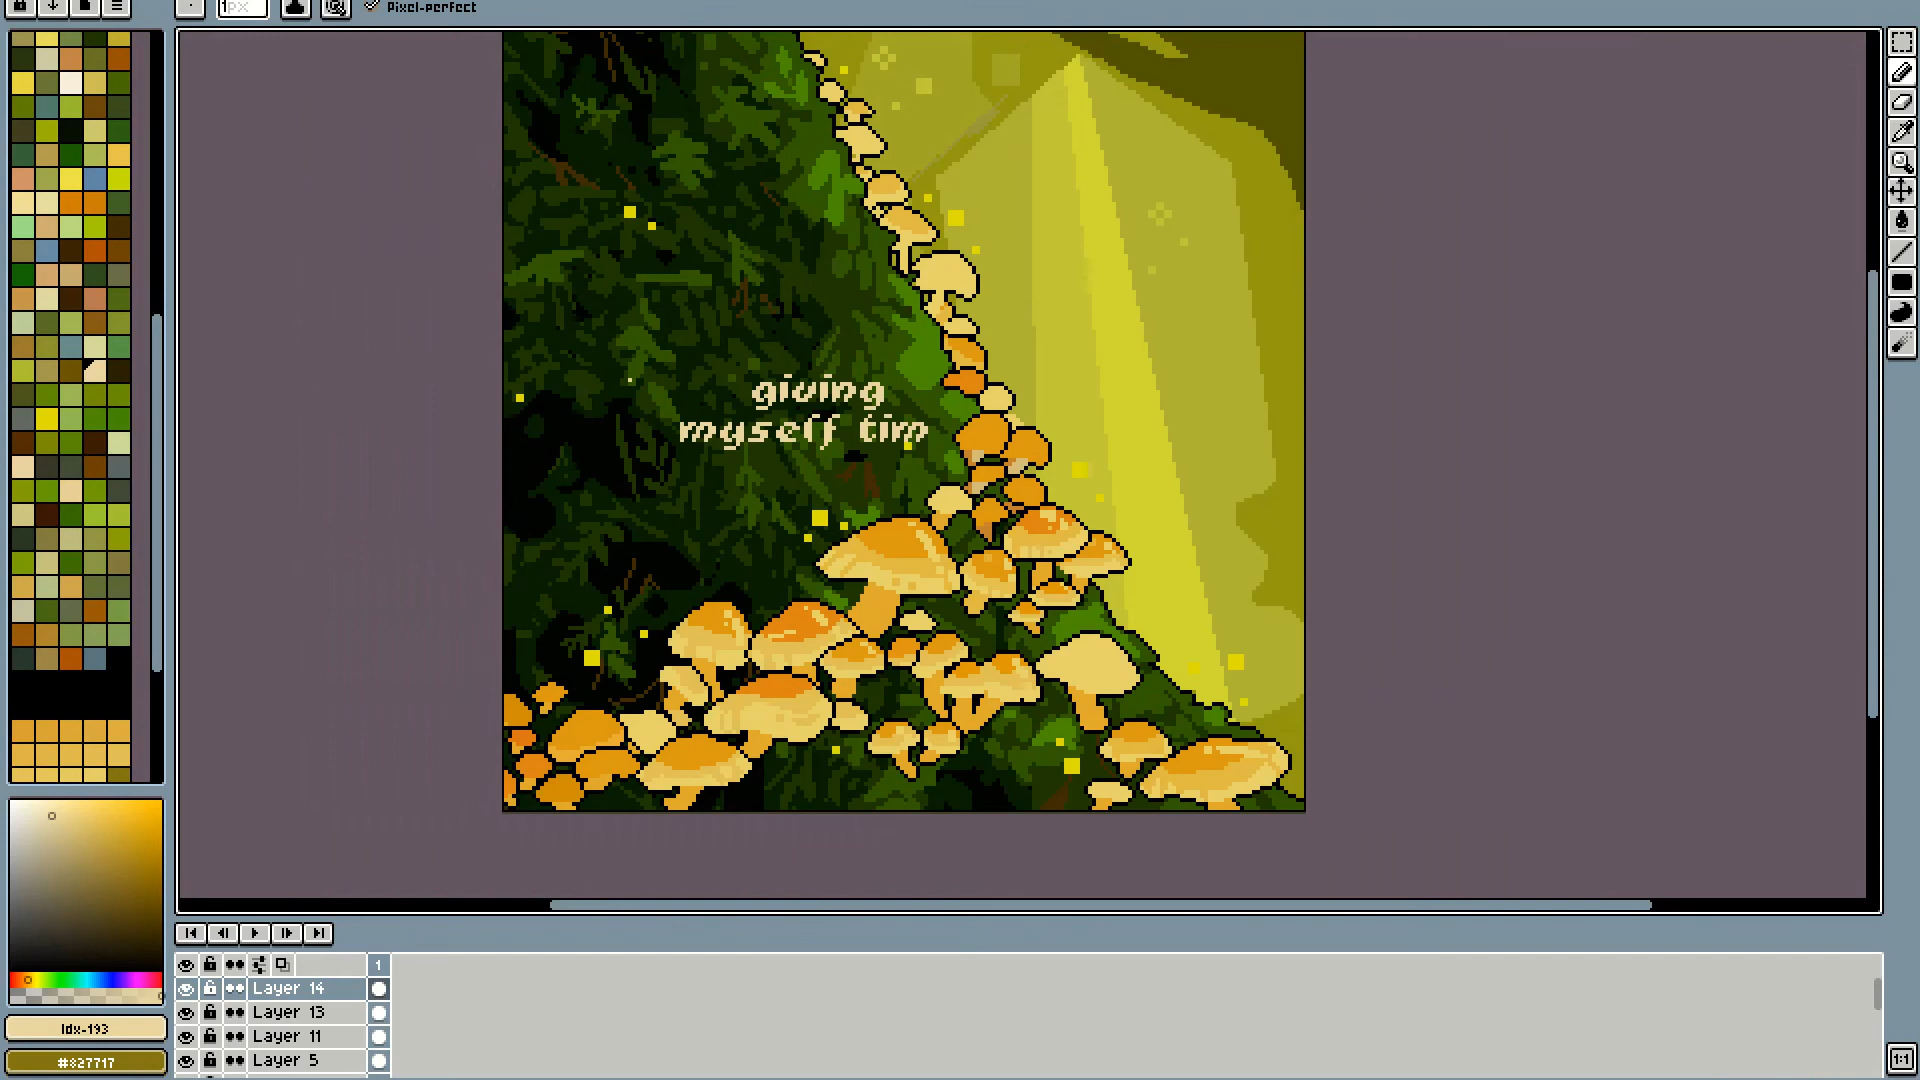 1px
Pixel-perfect
giving
myself tim
1
Layer 14
Layer 13
Layer 11
Layer 5
Idx-193
#827717
1:1